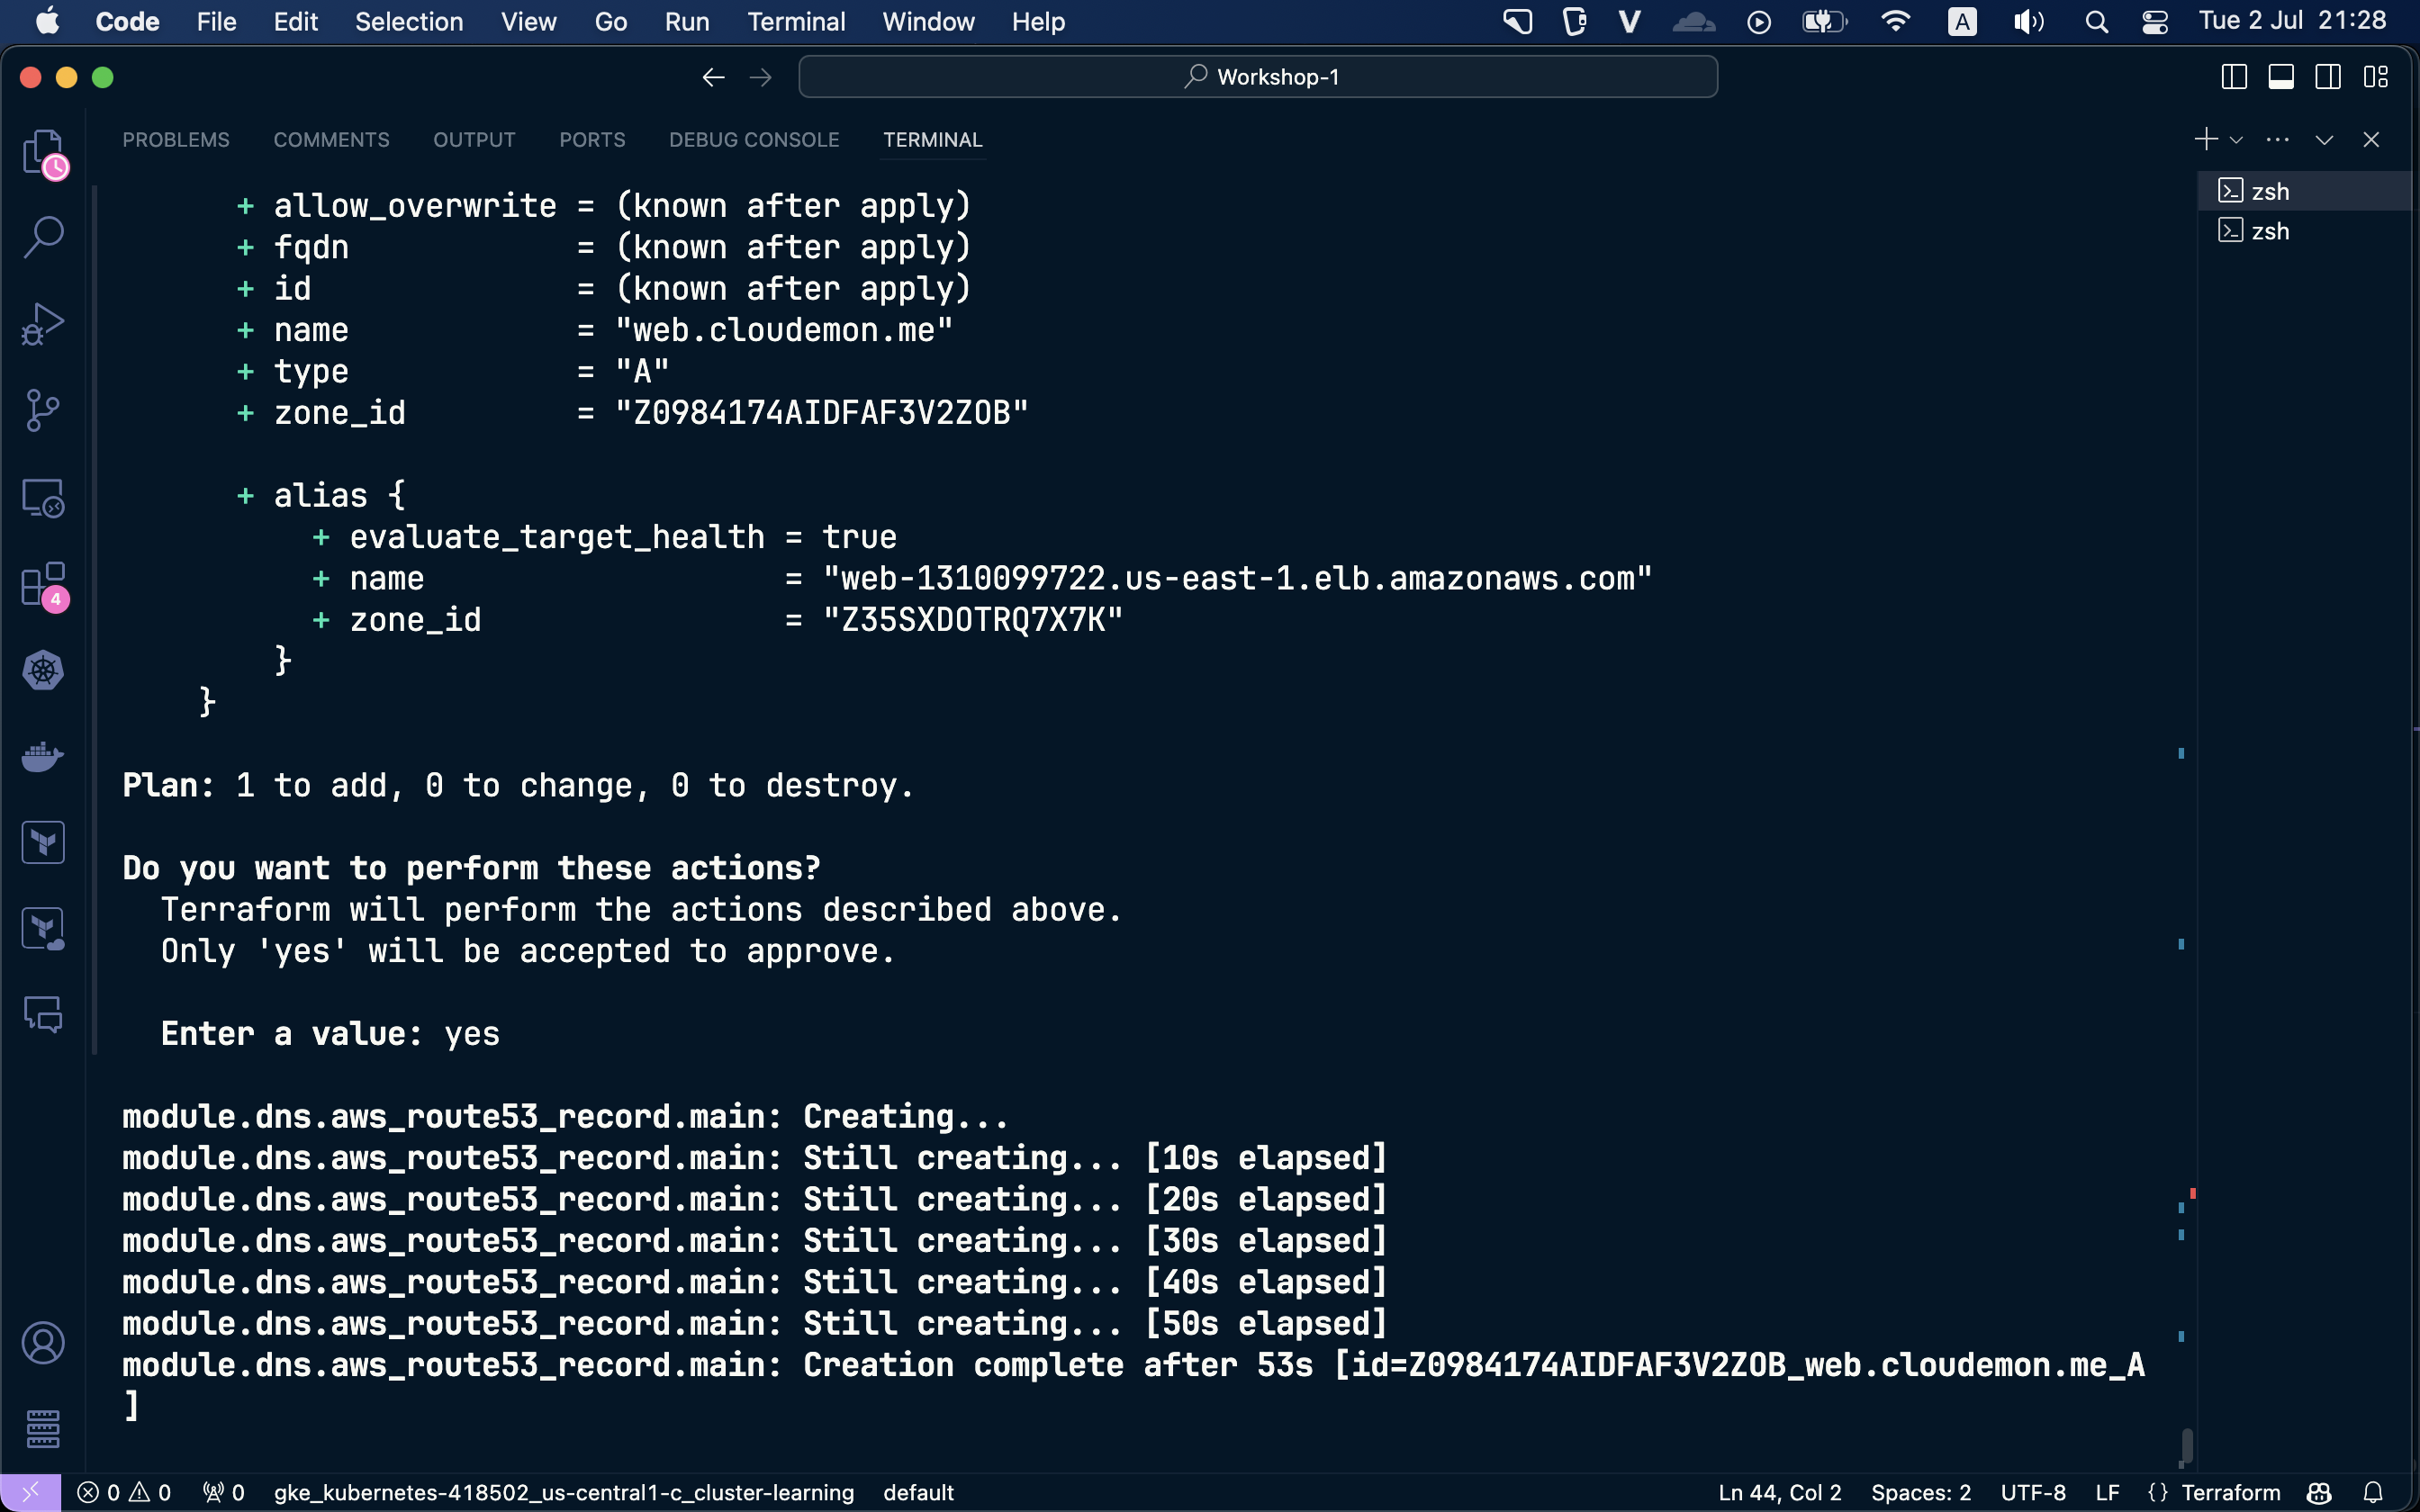 Code File Edit Selection View Go Run Terminal Window Help A Tue 2 Jul 21:28
Workshop-1
PROBLEMS COMMENTS OUTPUT PORTS DEBUG CONSOLE TERMINAL
zsh
zsh
4
+ allow_overwrite = (known after apply)
+ fqdn = (known after apply)
+ id = (known after apply)
+ name = "web.cloudemon.me"
+ type = "A"
+ zone_id = "Z0984174AIDFAF3V2ZOB"
+ alias {
+ evaluate_target_health = true
+ name = "web-1310099722.us-east-1.elb.amazonaws.com"
+ zone_id = "Z35SXDOTRQ7X7K"
}
}
Plan: 1 to add, 0 to change, 0 to destroy.
Do you want to perform these actions?
Terraform will perform the actions described above.
Only 'yes' will be accepted to approve.
Enter a value: yes
module.dns.aws_route53_record.main: Creating...
module.dns.aws_route53_record.main: Still creating... [10s elapsed]
module.dns.aws_route53_record.main: Still creating... [20s elapsed]
module.dns.aws_route53_record.main: Still creating... [30s elapsed]
module.dns.aws_route53_record.main: Still creating... [40s elapsed]
module.dns.aws_route53_record.main: Still creating... [50s elapsed]
module.dns.aws_route53_record.main: Creation complete after 53s [id=Z0984174AIDFAF3V2ZOB_web.cloudemon.me_A
]
0 0 0 gke_kubernetes-418502_us-central1-c_cluster-learning default Ln 44, Col 2 Spaces: 2 UTF-8 LF {} Terraform